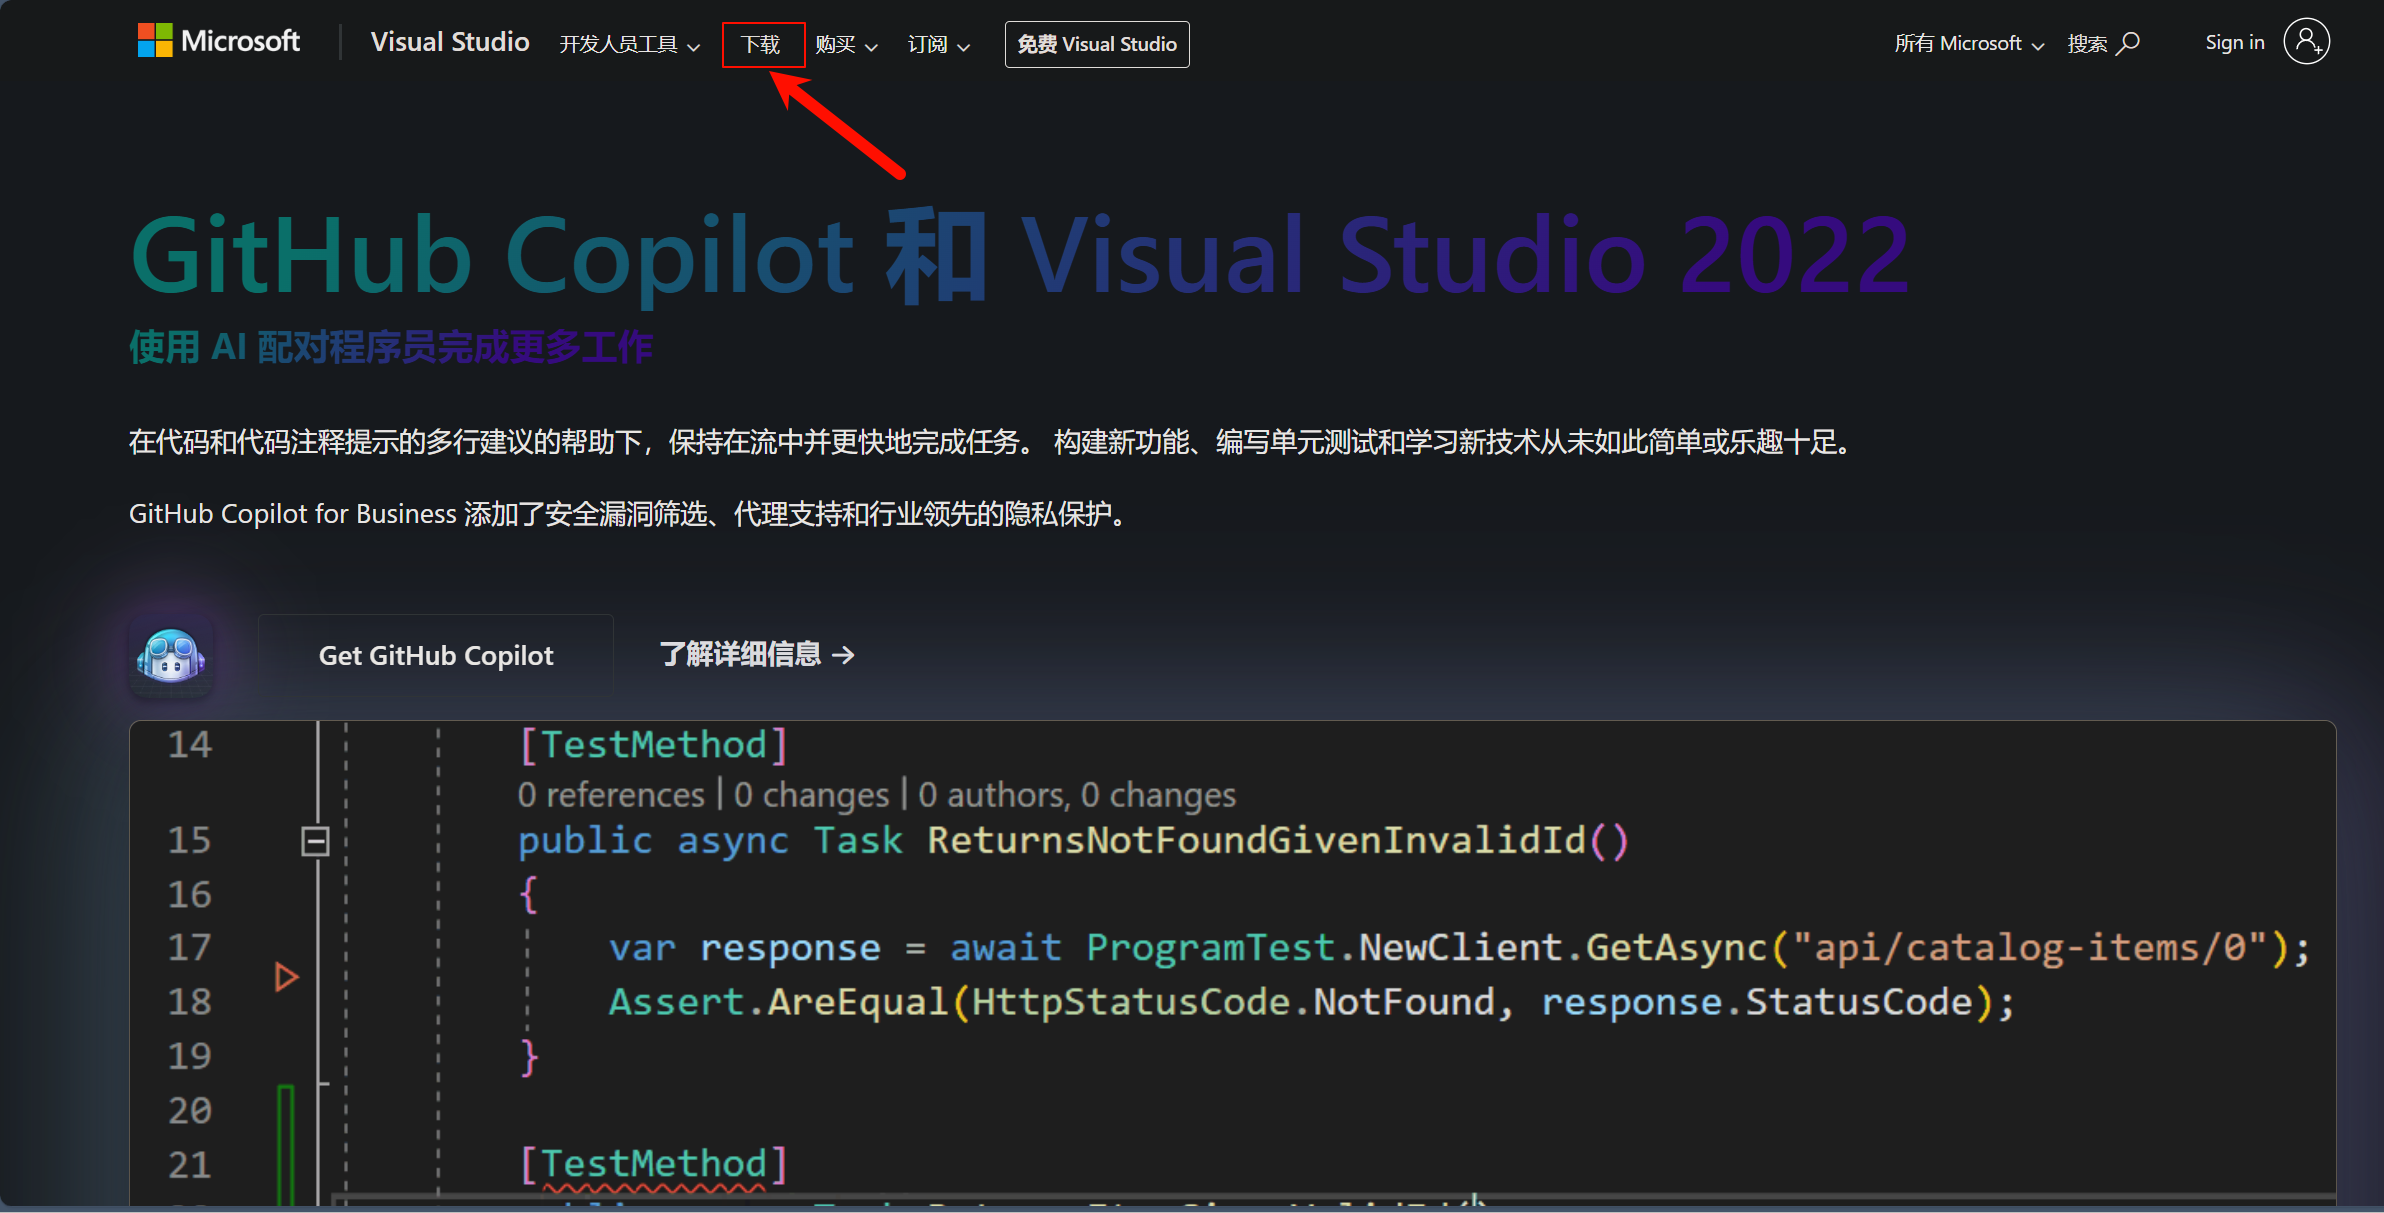 Microsoft Visual Studio 开发人员工具 下载 购买 订阅 免费 Visual Studio 所有 Microsoft 搜索 Sign in
GitHub Copilot 和 Visual Studio 2022
使用 AI 配对程序员完成更多工作
在代码和代码注释提示的多行建议的帮助下，保持在流中并更快地完成任务。 构建新功能、编写单元测试和学习新技术从未如此简单或乐趣十足。
GitHub Copilot for Business 添加了安全漏洞筛选、代理支持和行业领先的隐私保护。
Get GitHub Copilot 了解详细信息 →
14 [TestMethod]
0 references | 0 changes | 0 authors, 0 changes
15 public async Task ReturnsNotFoundGivenInvalidId()
16 {
17 var response = await ProgramTest.NewClient.GetAsync("api/catalog-items/0");
18 Assert.AreEqual(HttpStatusCode.NotFound, response.StatusCode);
19 }
20
21 [TestMethod]